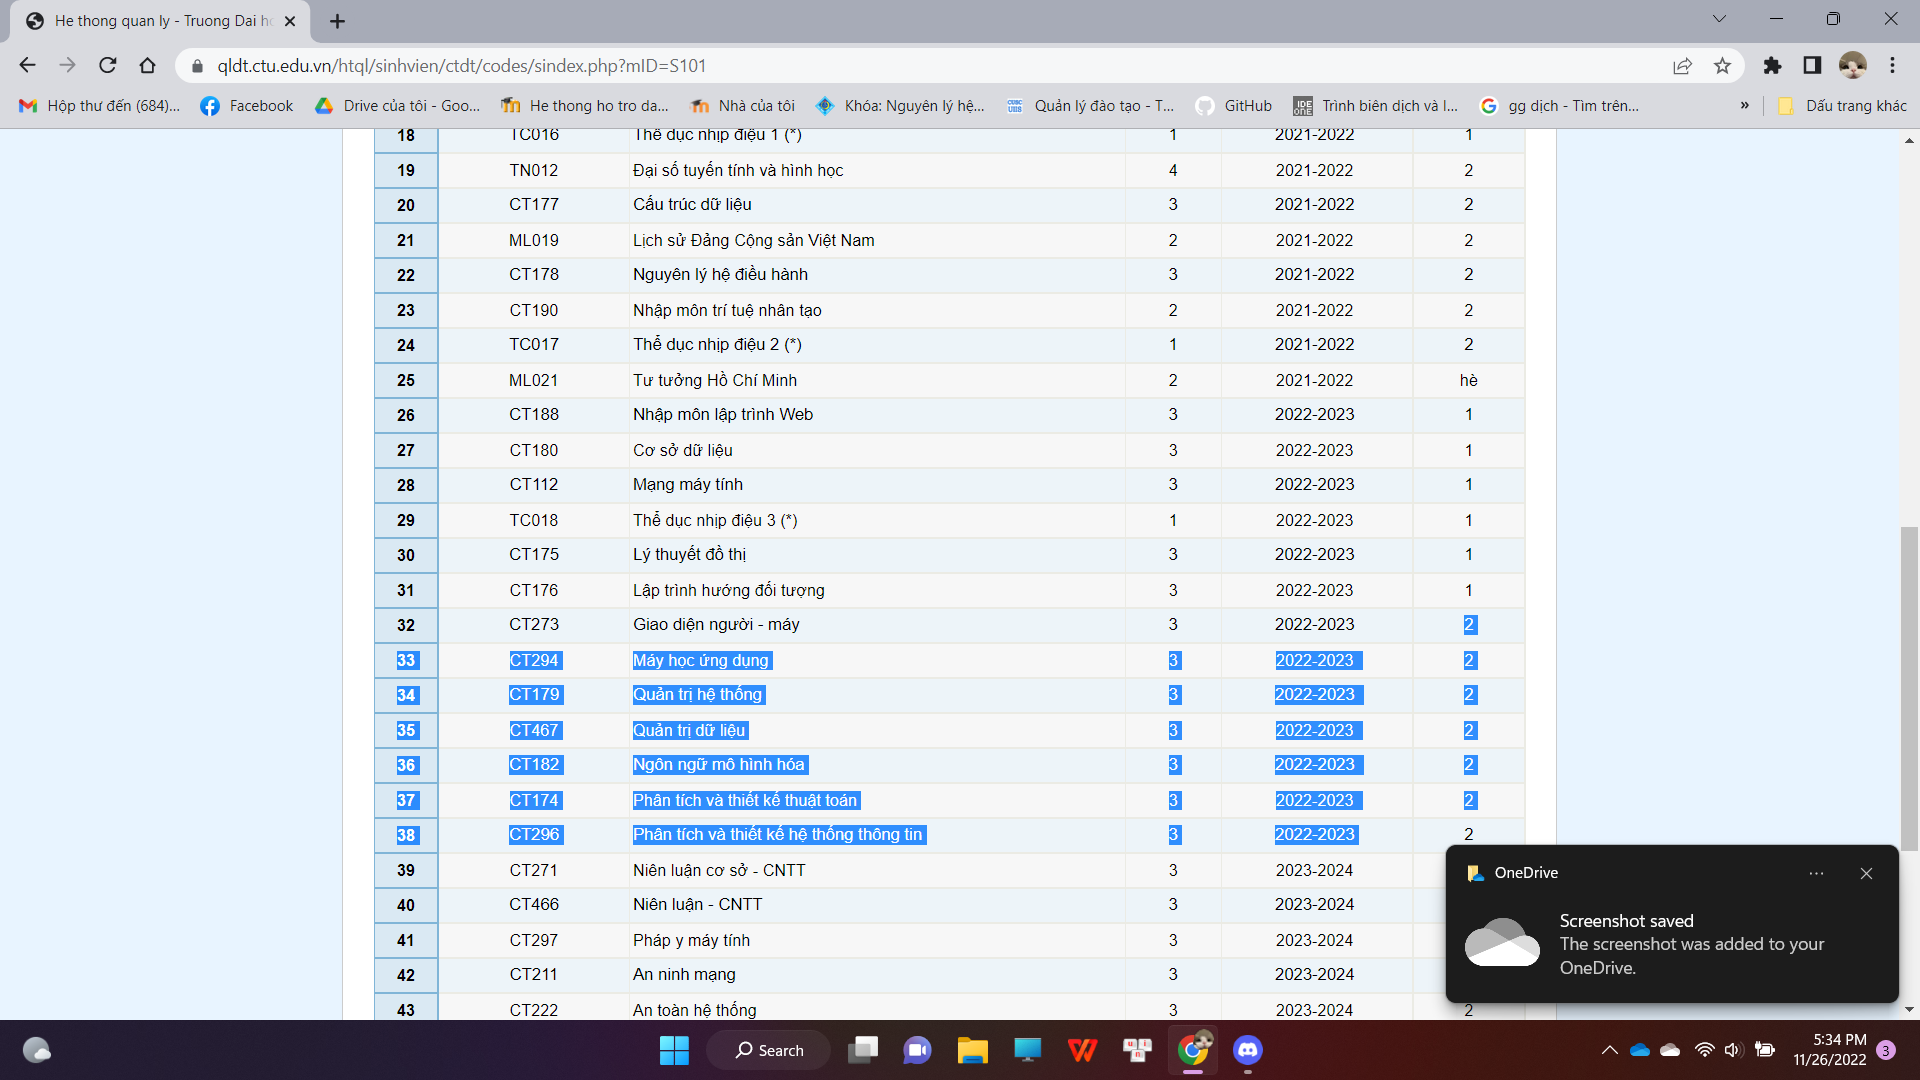 He thong quan ly - Truong Dai h
qldt.ctu.edu.vn/htql/sinhvien/ctdt/codes/sindex.php?mID=S101
Hộp thư đến (684)... Facebook Drive của tôi - Goo... He thong ho tro da... Nhà của tôi Khóa: Nguyên lý hệ... Quản lý đào tạo - T... GitHub Trình biên dịch và I... gg dịch - Tìm trên... » Dấu trang khác
18 TC016 Thể dục nhịp điệu 1 (*) 1 2021-2022 1
19 TN012 Đại số tuyến tính và hình học 4 2021-2022 2
20 CT177 Cấu trúc dữ liệu 3 2021-2022 2
21 ML019 Lịch sử Đảng Cộng sản Việt Nam 2 2021-2022 2
22 CT178 Nguyên lý hệ điều hành 3 2021-2022 2
23 CT190 Nhập môn trí tuệ nhân tạo 2 2021-2022 2
24 TC017 Thể dục nhịp điệu 2 (*) 1 2021-2022 2
25 ML021 Tư tưởng Hồ Chí Minh 2 2021-2022 hè
26 CT188 Nhập môn lập trình Web 3 2022-2023 1
27 CT180 Cơ sở dữ liệu 3 2022-2023 1
28 CT112 Mạng máy tính 3 2022-2023 1
29 TC018 Thể dục nhịp điệu 3 (*) 1 2022-2023 1
30 CT175 Lý thuyết đồ thị 3 2022-2023 1
31 CT176 Lập trình hướng đối tượng 3 2022-2023 1
32 CT273 Giao diện người - máy 3 2022-2023 2
33 CT294 Máy học ứng dụng 3 2022-2023 2
34 CT179 Quản trị hệ thống 3 2022-2023 2
35 CT467 Quản trị dữ liệu 3 2022-2023 2
36 CT182 Ngôn ngữ mô hình hóa 3 2022-2023 2
37 CT174 Phân tích và thiết kế thuật toán 3 2022-2023 2
38 CT296 Phân tích và thiết kế hệ thống thông tin 3 2022-2023 2
39 CT271 Niên luận cơ sở - CNTT 3 2023-2024
40 CT466 Niên luận - CNTT 3 2023-2024
41 CT297 Pháp y máy tính 3 2023-2024
42 CT211 An ninh mạng 3 2023-2024
43 CT222 An toàn hệ thống 3 2023-2024 2
OneDrive
Screenshot saved
The screenshot was added to your
OneDrive.
Search
5:34 PM
11/26/2022
3